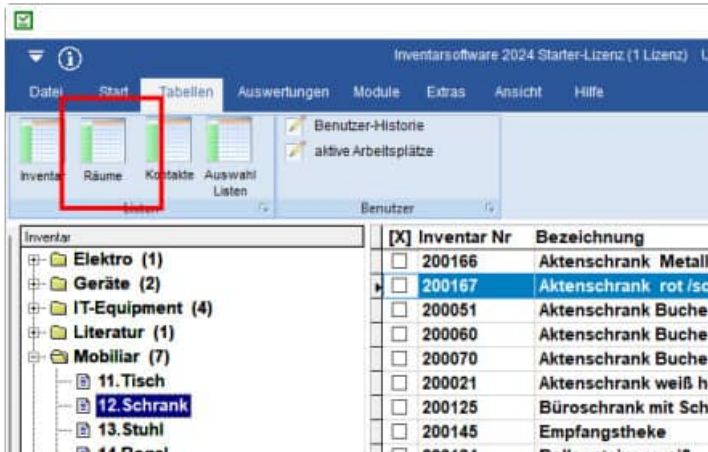 Inventarsoftware 2024 Starter-Lizenz (1 Lizenz)
Datei Start Tabellen Auswertungen Module Extras Ansicht Hilfe
Benutzer-Historie
aktive Arbeitsplätze
Inventar Räume Kontakte Auswahl
Listen
Listen Benutzer
Inventar
Elektro (1)
Geräte (2)
IT-Equipment (4)
Literatur (1)
Mobiliar (7)
11.Tisch
12.Schrank
13.Stuhl
[X] Inventar Nr Bezeichnung
200166 Aktenschrank Metall
200167 Aktenschrank rot /sc
200051 Aktenschrank Buche
200060 Aktenschrank Buche
200070 Aktenschrank Buche
200021 Aktenschrank weiß h
200125 Büroschrank mit Sch
200145 Empfangstheke